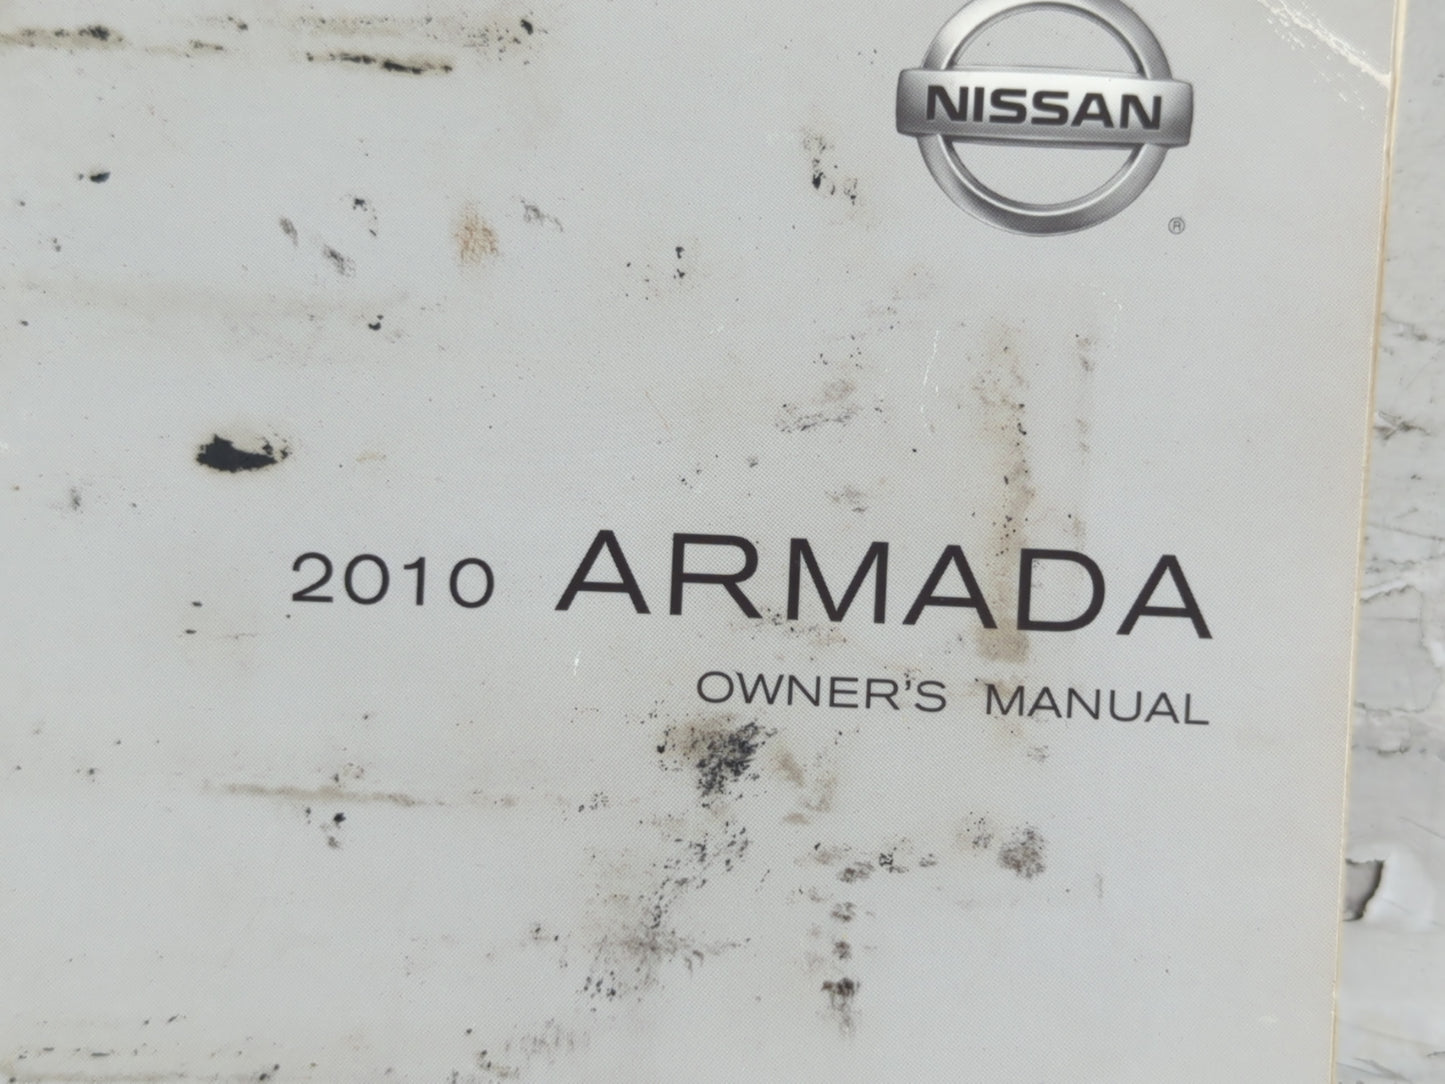 NISSAN
®
2010 ARMADA
OWNER'S MANUAL